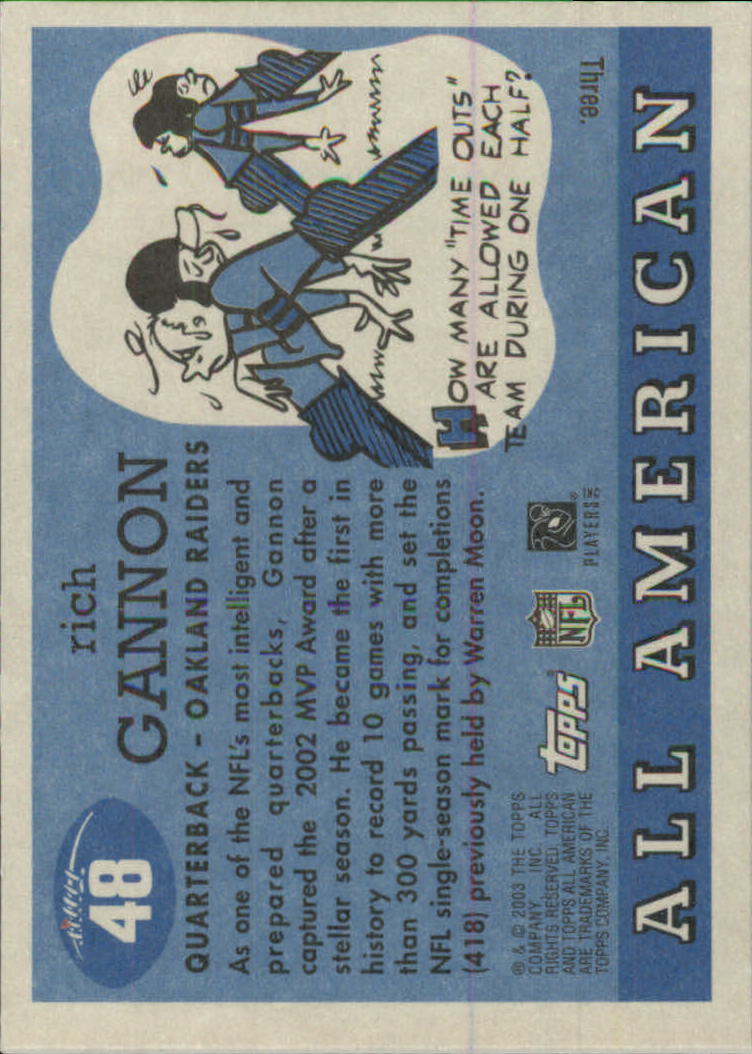 48
rich
GANNON
QUARTERBACK - OAKLAND RAIDERS
As one of the NFL's most intelligent and
prepared quarterbacks, Gannon
captured the 2002 MVP Award after a
stellar season. He became the first in
history to record 10 games with more
than 300 yards passing, and set the
NFL single-season mark for completions
(418) previously held by Warren Moon.
HOW MANY "TIME OUTS"
ARE ALLOWED EACH
TEAM DURING ONE HALF?
Three.
® & © 2003 THE TOPPS
COMPANY, INC. ALL
RIGHTS RESERVED. TOPPS
AND TOPPS ALL AMERICAN
ARE TRADEMARKS OF THE
TOPPS COMPANY, INC.
topps
NFL
PLAYERS INC
ALL AMERICAN